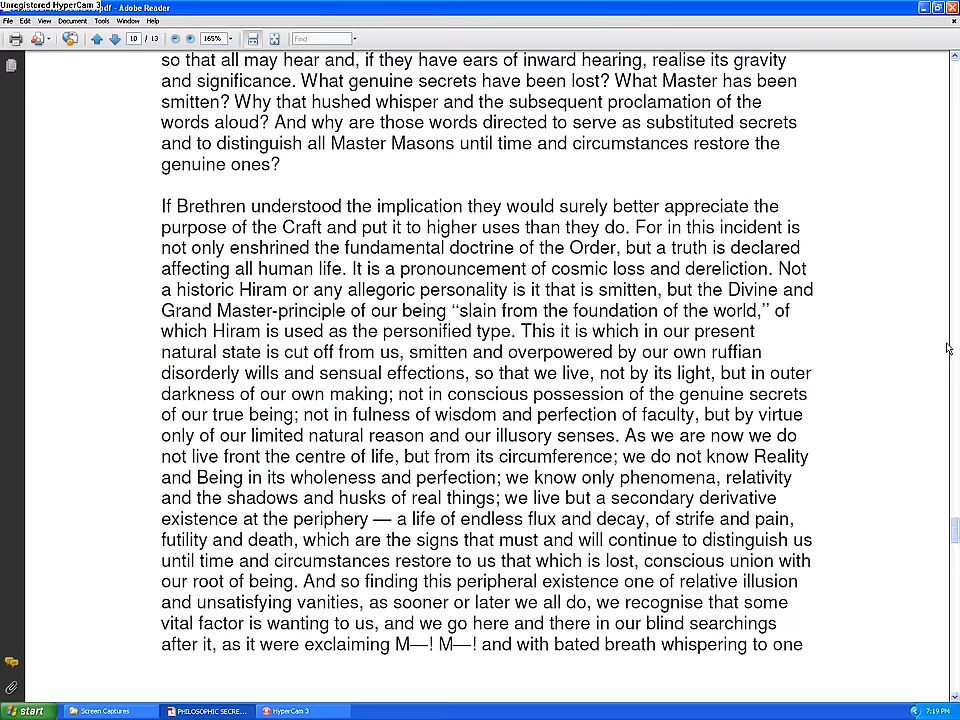 Unregistered HyperCam 3
.pdf - Adobe Reader
File Edit View Document Tools Window Help
10 / 13 165% Find
so that all may hear and, if they have ears of inward hearing, realise its gravity
and significance. What genuine secrets have been lost? What Master has been
smitten? Why that hushed whisper and the subsequent proclamation of the
words aloud? And why are those words directed to serve as substituted secrets
and to distinguish all Master Masons until time and circumstances restore the
genuine ones?
If Brethren understood the implication they would surely better appreciate the
purpose of the Craft and put it to higher uses than they do. For in this incident is
not only enshrined the fundamental doctrine of the Order, but a truth is declared
affecting all human life. It is a pronouncement of cosmic loss and dereliction. Not
a historic Hiram or any allegoric personality is it that is smitten, but the Divine and
Grand Master-principle of our being “slain from the foundation of the world,” of
which Hiram is used as the personified type. This it is which in our present
natural state is cut off from us, smitten and overpowered by our own ruffian
disorderly wills and sensual effections, so that we live, not by its light, but in outer
darkness of our own making; not in conscious possession of the genuine secrets
of our true being; not in fulness of wisdom and perfection of faculty, but by virtue
only of our limited natural reason and our illusory senses. As we are now we do
not live front the centre of life, but from its circumference; we do not know Reality
and Being in its wholeness and perfection; we know only phenomena, relativity
and the shadows and husks of real things; we live but a secondary derivative
existence at the periphery — a life of endless flux and decay, of strife and pain,
futility and death, which are the signs that must and will continue to distinguish us
until time and circumstances restore to us that which is lost, conscious union with
our root of being. And so finding this peripheral existence one of relative illusion
and unsatisfying vanities, as sooner or later we all do, we recognise that some
vital factor is wanting to us, and we go here and there in our blind searchings
after it, as it were exclaiming M—! M—! and with bated breath whispering to one
start Screen Captures PHILOSOPHIC SECRE... HyperCam 3 7:19 PM